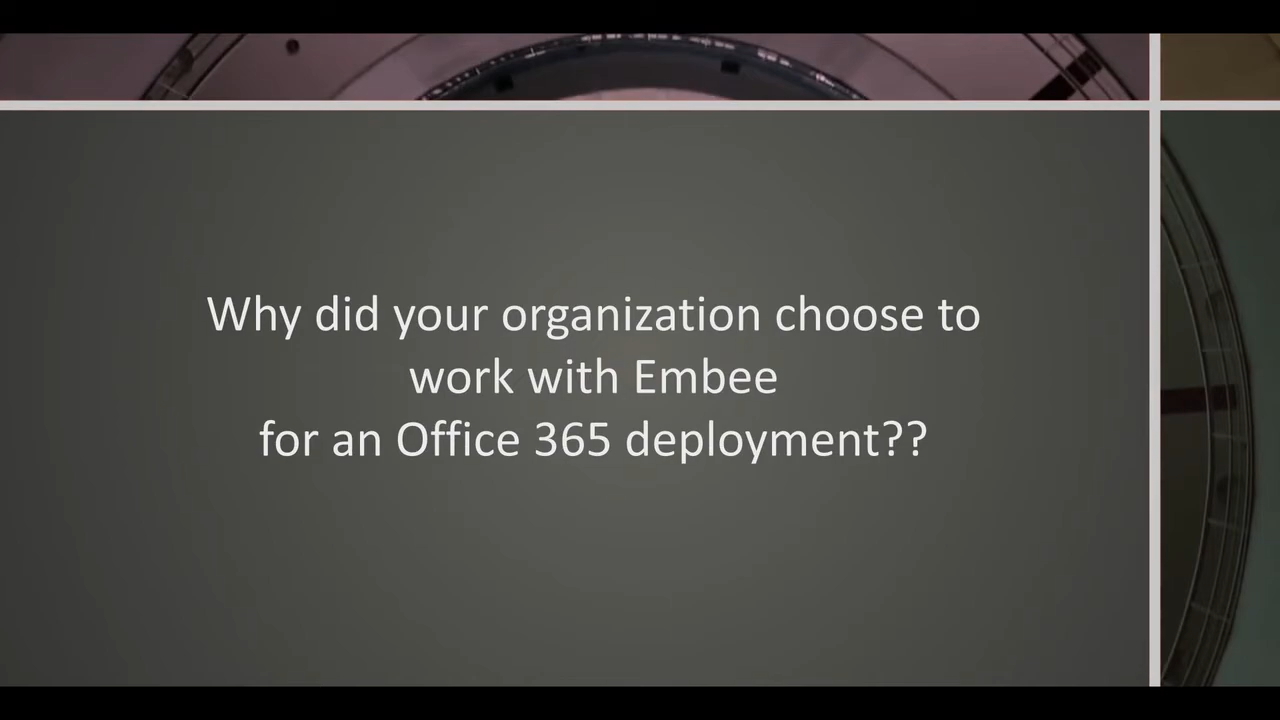 Why did your organization choose to
work with Embee
for an Office 365 deployment??